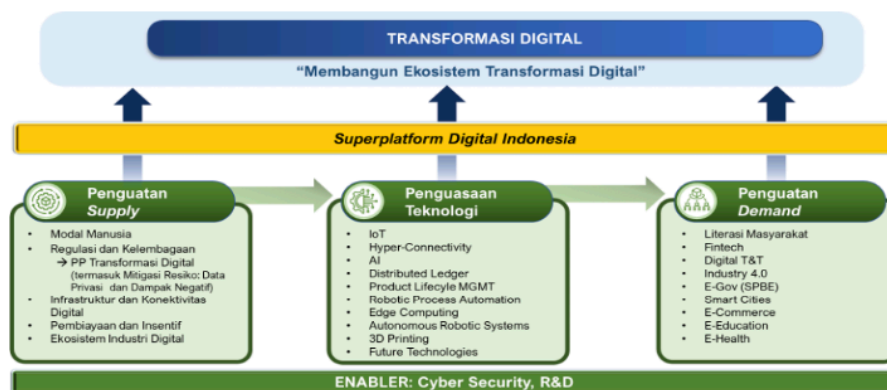 TRANSFORMASI DIGITAL
“Membangun Ekosistem Transformasi Digital”
Superplatform Digital Indonesia
Penguatan
Supply
• Modal Manusia
• Regulasi dan Kelembagaan
→ PP Transformasi Digital
(termasuk Mitigasi Resiko: Data
Privasi dan Dampak Negatif)
• Infrastruktur dan Konektivitas
Digital
• Pembiayaan dan Insentif
• Ekosistem Industri Digital
Penguasaan
Teknologi
• IoT
• Hyper-Connectivity
• AI
• Distributed Ledger
• Product Lifecyle MGMT
• Robotic Process Automation
• Edge Computing
• Autonomous Robotic Systems
• 3D Printing
• Future Technologies
Penguatan
Demand
• Literasi Masyarakat
• Fintech
• Digital T&T
• Industry 4.0
• E-Gov (SPBE)
• Smart Cities
• E-Commerce
• E-Education
• E-Health
ENABLER: Cyber Security, R&D